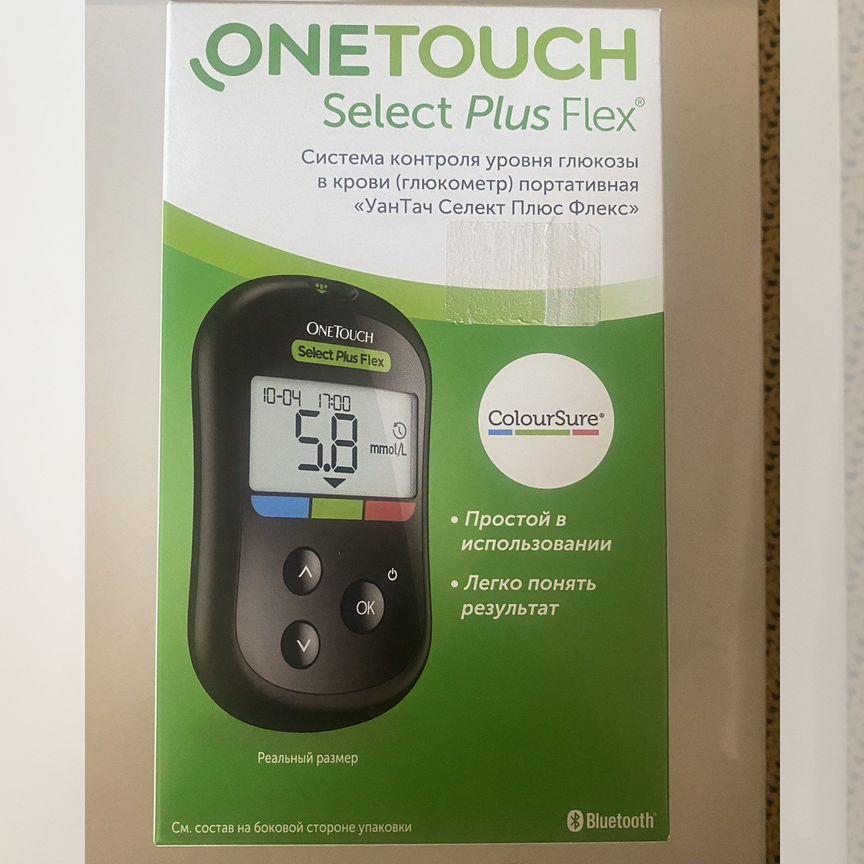 ONETOUCH
Select Plus Flex®
Система контроля уровня глюкозы
в крови (глюкометр) портативная
«УанТач Селект Плюс Флекс»
ONETOUCH
Select Plus Flex
10-04 17:00
5.8
mmol/L
OK
ColourSure®
• Простой в
использовании
• Легко понять
результат
Реальный размер
См. состав на боковой стороне упаковки
Bluetooth®